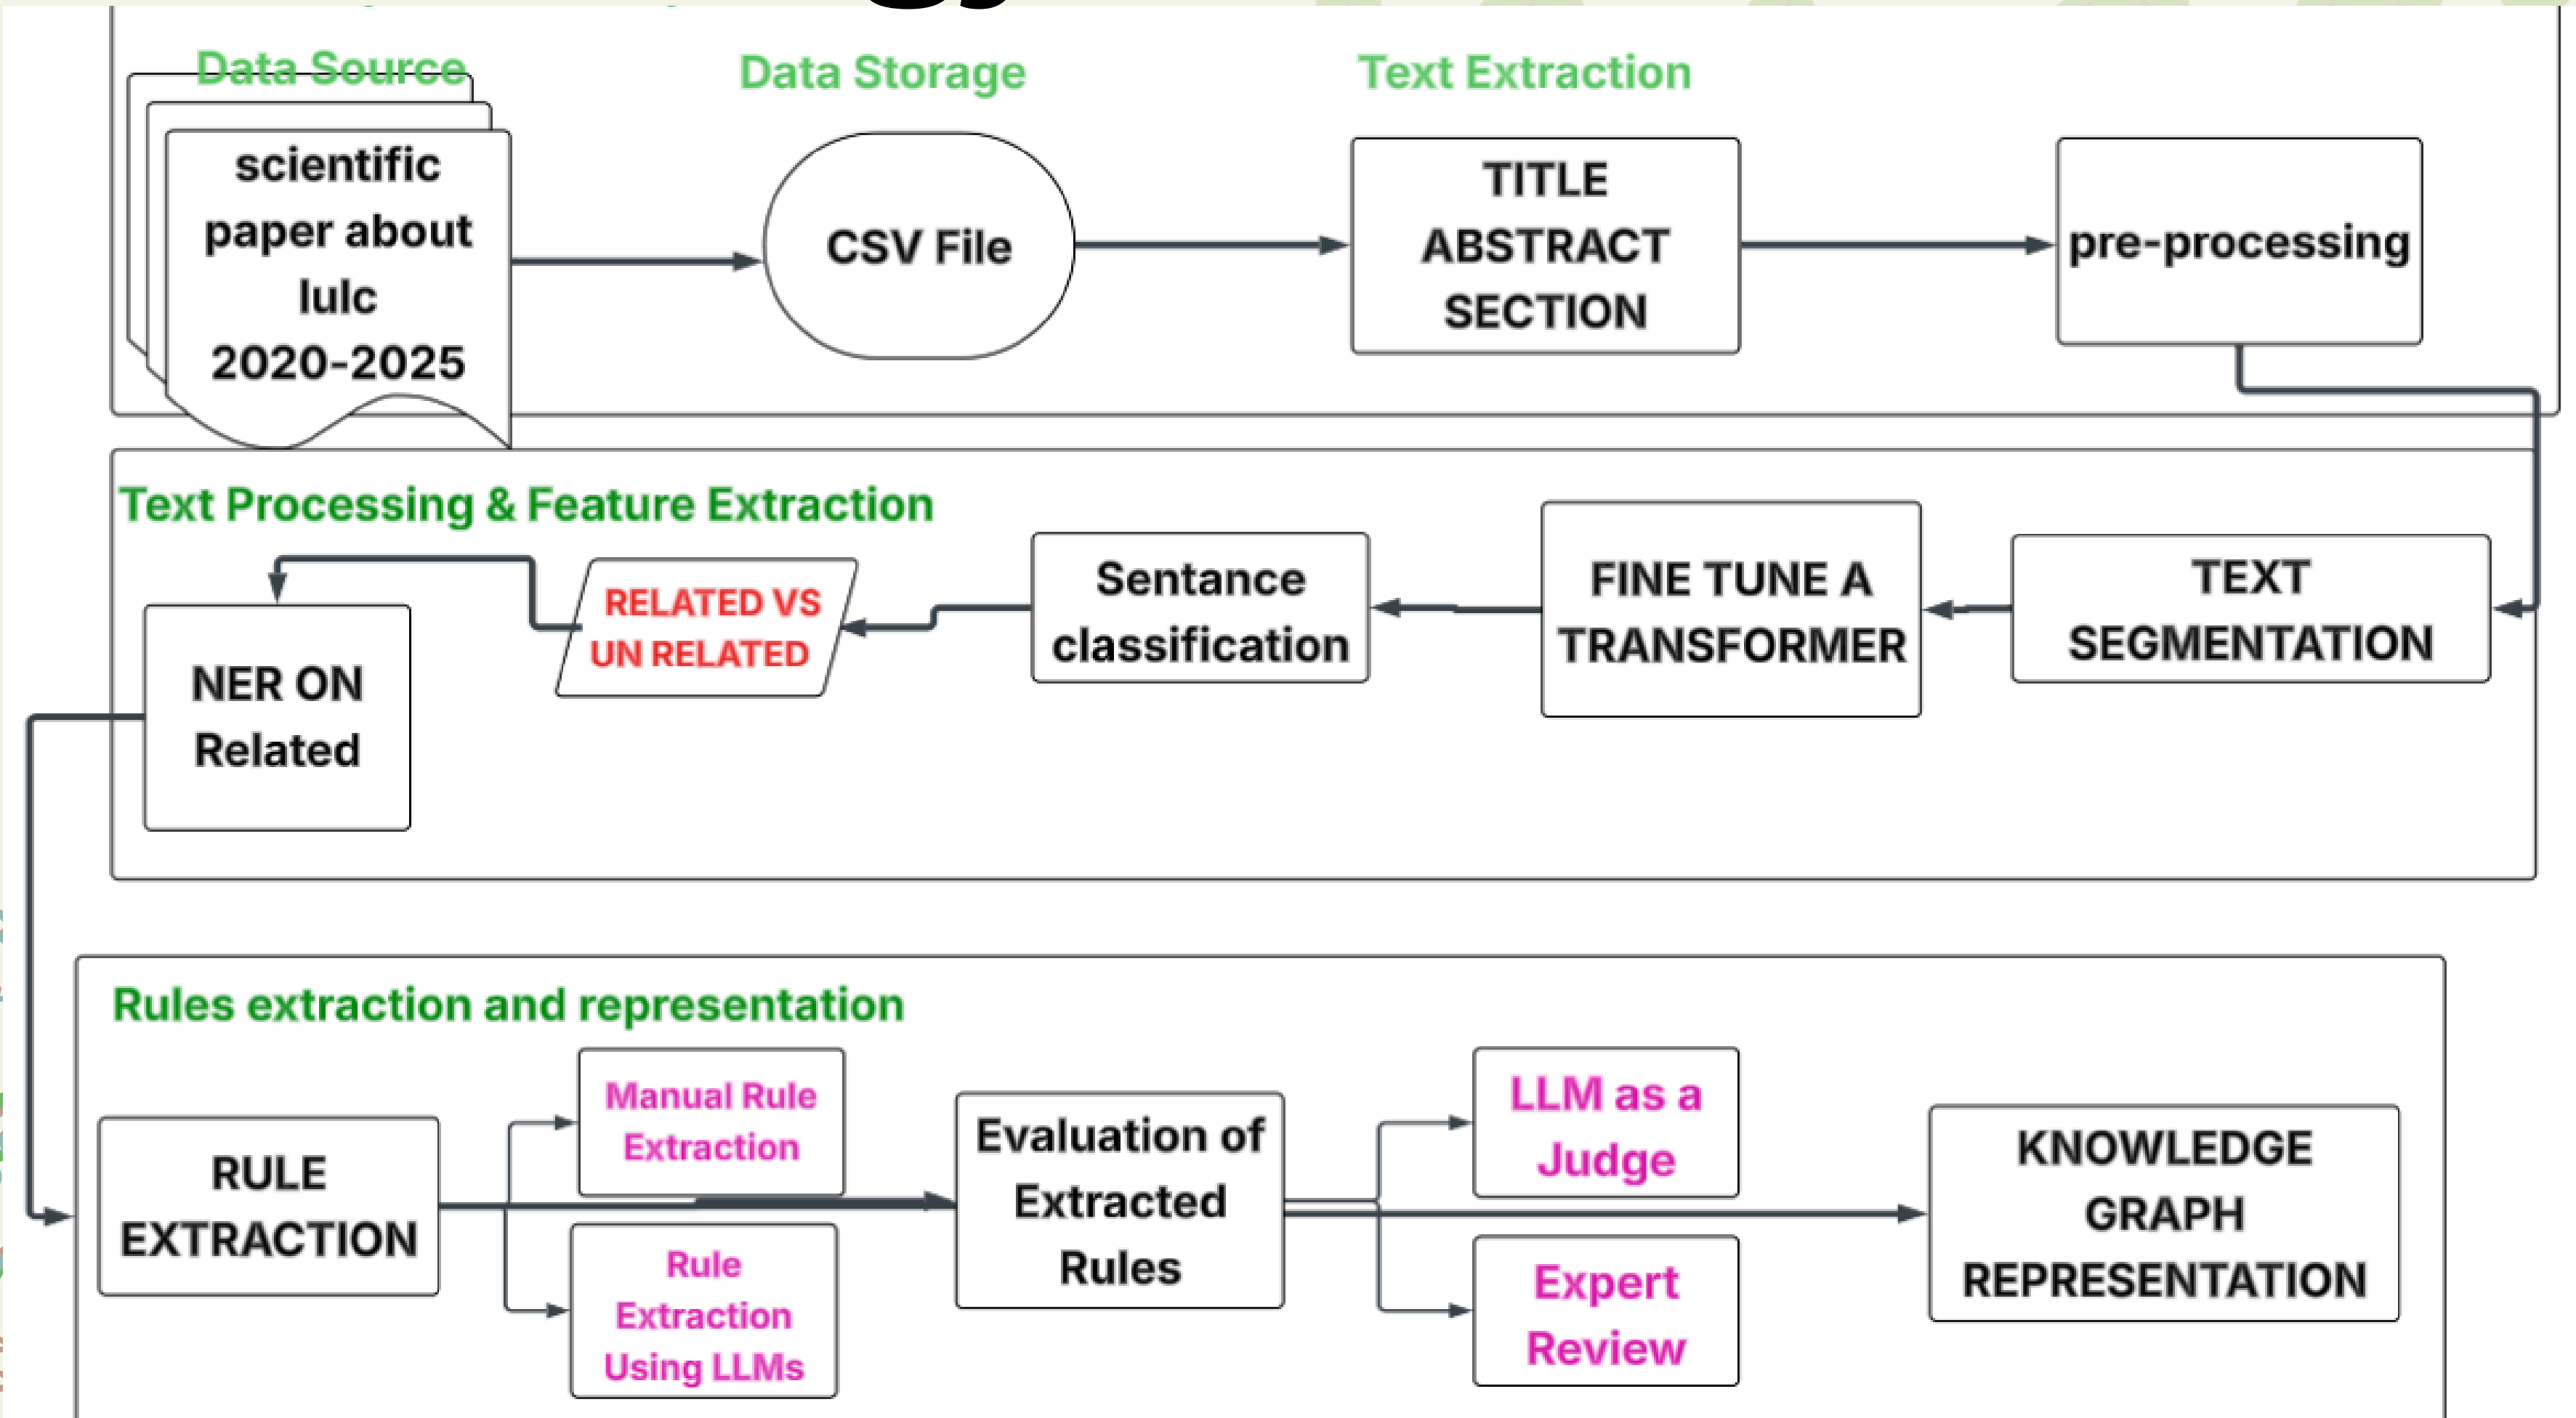 Data Source
Data Storage
Text Extraction
scientific
paper about
lulc
2020-2025
CSV File
TITLE
ABSTRACT
SECTION
pre-processing
Text Processing & Feature Extraction
TEXT
SEGMENTATION
FINE TUNE A
TRANSFORMER
Sentance
classification
RELATED VS
UN RELATED
NER ON
Related
Rules extraction and representation
RULE
EXTRACTION
Manual Rule
Extraction
Rule
Extraction
Using LLMs
Evaluation of
Extracted
Rules
LLM as a
Judge
Expert
Review
KNOWLEDGE
GRAPH
REPRESENTATION